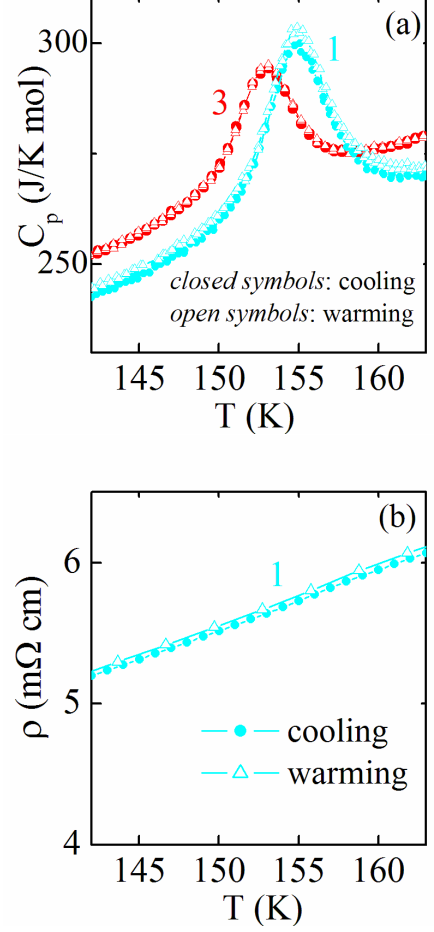 (a)
300
1
3
250
C_p (J/K mol)
closed symbols: cooling
open symbols: warming
145 150 155 160
T (K)
(b)
6
1
5
ρ (mΩ cm)
cooling
warming
4
145 150 155 160
T (K)